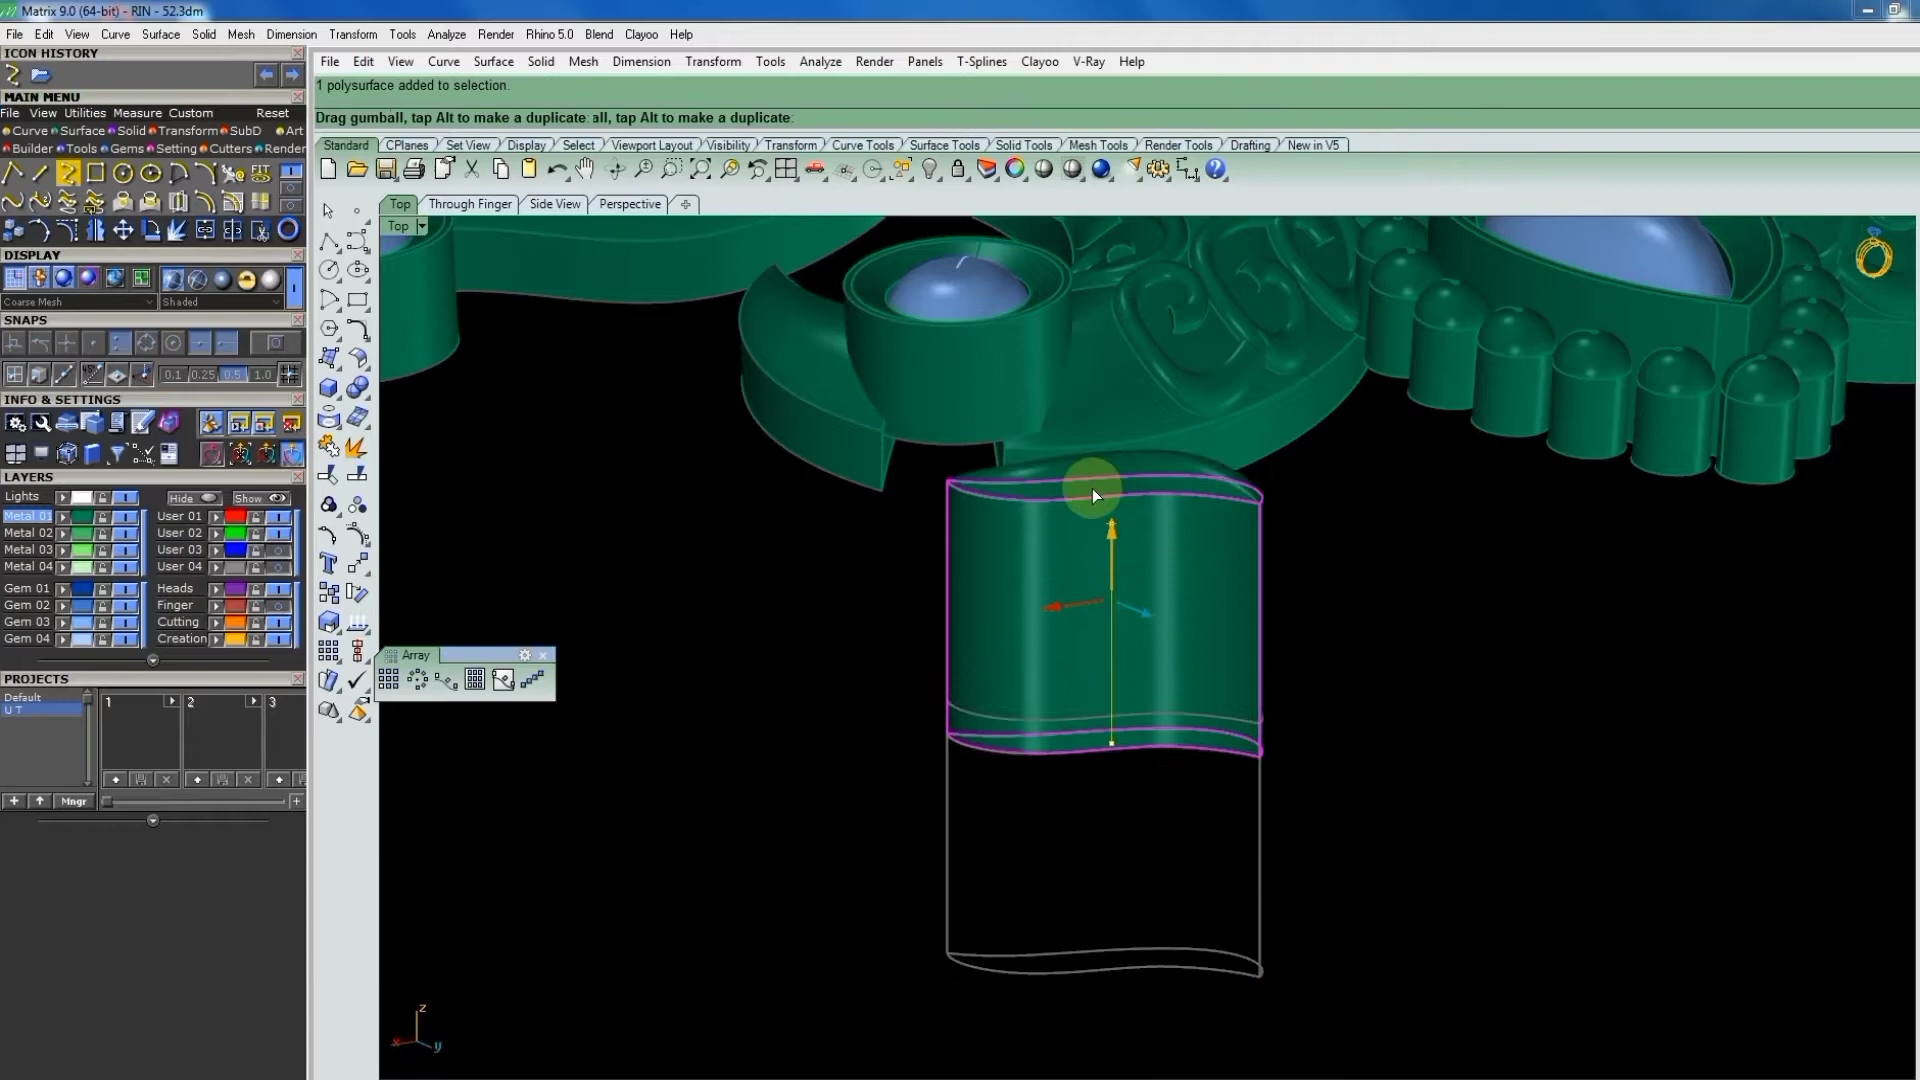 Matrix 9.0 (64-bit) - RIN - 52.3dm
File Edit View Curve Surface Solid Mesh Dimension Transform Tools Analyze Render Rhino 5.0 Blend Clayoo Help
ICON HISTORY
MAIN MENU
File View Utilities Measure Custom Reset
Curve Surface Solid Transform SubD Art
Builder Tools Gems Setting Cutters Render
DISPLAY
Coarse Mesh Shaded
SNAPS
0.1 0.25 0.5 1.0
INFO & SETTINGS
LAYERS
Lights Hide Show
Metal 01 User 01
Metal 02 User 02
Metal 03 User 03
Metal 04 User 04
Gem 01 Heads
Gem 02 Finger
Gem 03 Cutting
Gem 04 Creation
PROJECTS
Default
U T
1 2 3
Mngr
File Edit View Curve Surface Solid Mesh Dimension Transform Tools Analyze Render Panels T-Splines Clayoo V-Ray Help
1 polysurface added to selection.
Drag gumball, tap Alt to make a duplicate: all, tap Alt to make a duplicate:
Standard CPlanes Set View Display Select Viewport Layout Visibility Transform Curve Tools Surface Tools Solid Tools Mesh Tools Render Tools Drafting New in V5
Top Through Finger Side View Perspective
Top
Array
z
x
y